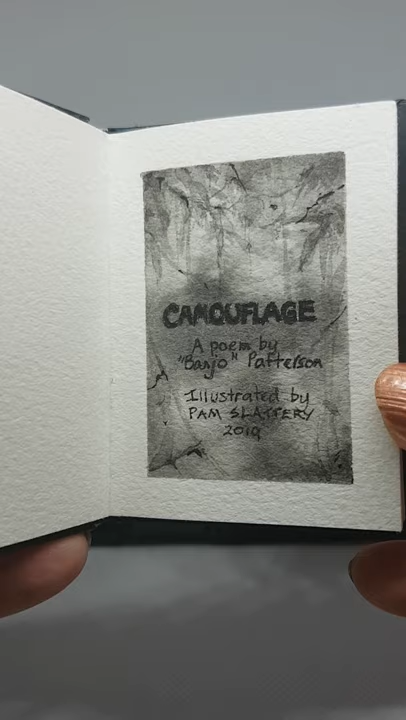 CAMOUFLAGE
A poem by
"Banjo" Patterson
Illustrated by
PAM SLATTERY
2019